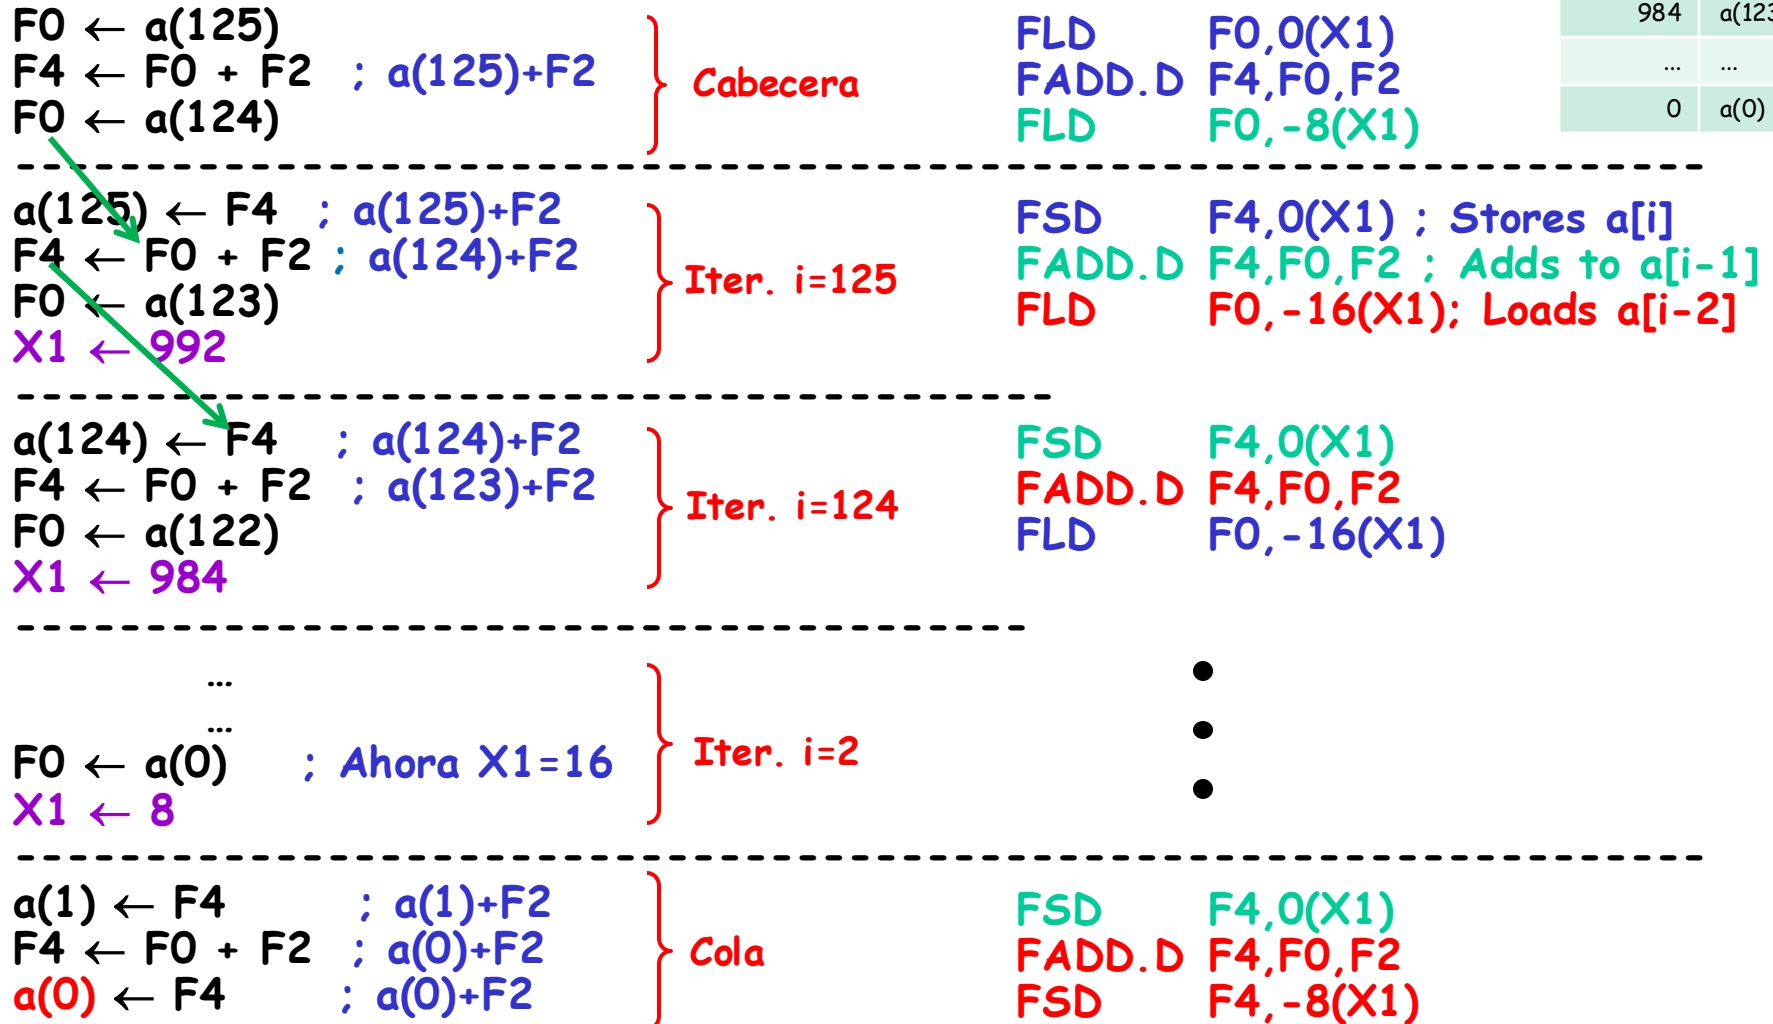 F0 ← a(125)
F4 ← F0 + F2 ; a(125)+F2
F0 ← a(124)
Cabecera
FLD F0,0(X1)
FADD.D F4,F0,F2
FLD F0,-8(X1)
984 a(123
... ...
0 a(0)
a(125) ← F4 ; a(125)+F2
F4 ← F0 + F2 ; a(124)+F2
F0 ← a(123)
X1 ← 992
Iter. i=125
FSD F4,0(X1) ; Stores a[i]
FADD.D F4,F0,F2 ; Adds to a[i-1]
FLD F0,-16(X1); Loads a[i-2]
a(124) ← F4 ; a(124)+F2
F4 ← F0 + F2 ; a(123)+F2
F0 ← a(122)
X1 ← 984
Iter. i=124
FSD F4,0(X1)
FADD.D F4,F0,F2
FLD F0,-16(X1)
...
...
F0 ← a(0) ; Ahora X1=16
X1 ← 8
Iter. i=2
a(1) ← F4 ; a(1)+F2
F4 ← F0 + F2 ; a(0)+F2
a(0) ← F4 ; a(0)+F2
Cola
FSD F4,0(X1)
FADD.D F4,F0,F2
FSD F4,-8(X1)